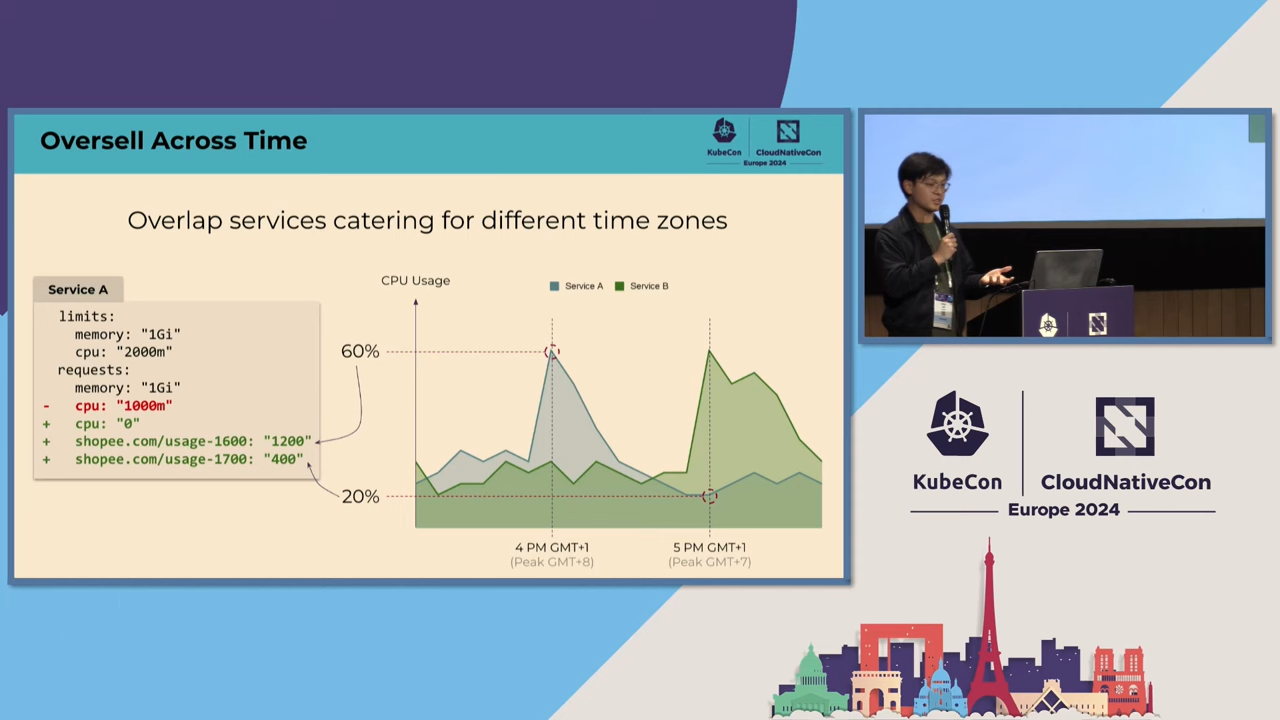 Oversell Across Time
KubeCon
CloudNativeCon
Europe 2024
Overlap services catering for different time zones
Service A
limits:
memory: "1Gi"
cpu: "2000m"
requests:
memory: "1Gi"
- cpu: "1000m"
+ cpu: "0"
+ shopee.com/usage-1600: "1200"
+ shopee.com/usage-1700: "400"
CPU Usage
Service A
Service B
60%
20%
4 PM GMT+1
(Peak GMT+8)
5 PM GMT+1
(Peak GMT+7)
KubeCon
CloudNativeCon
Europe 2024